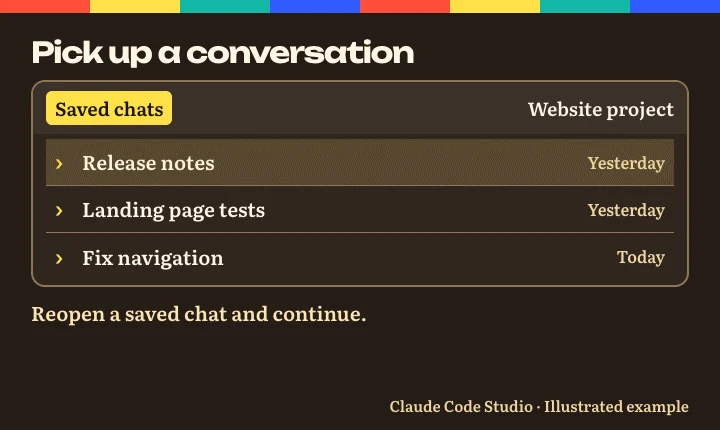 Pick up a conversation
Saved chats Website project
› Release notes Yesterday
› Landing page tests Yesterday
› Fix navigation Today
Reopen a saved chat and continue.
Claude Code Studio · Illustrated example